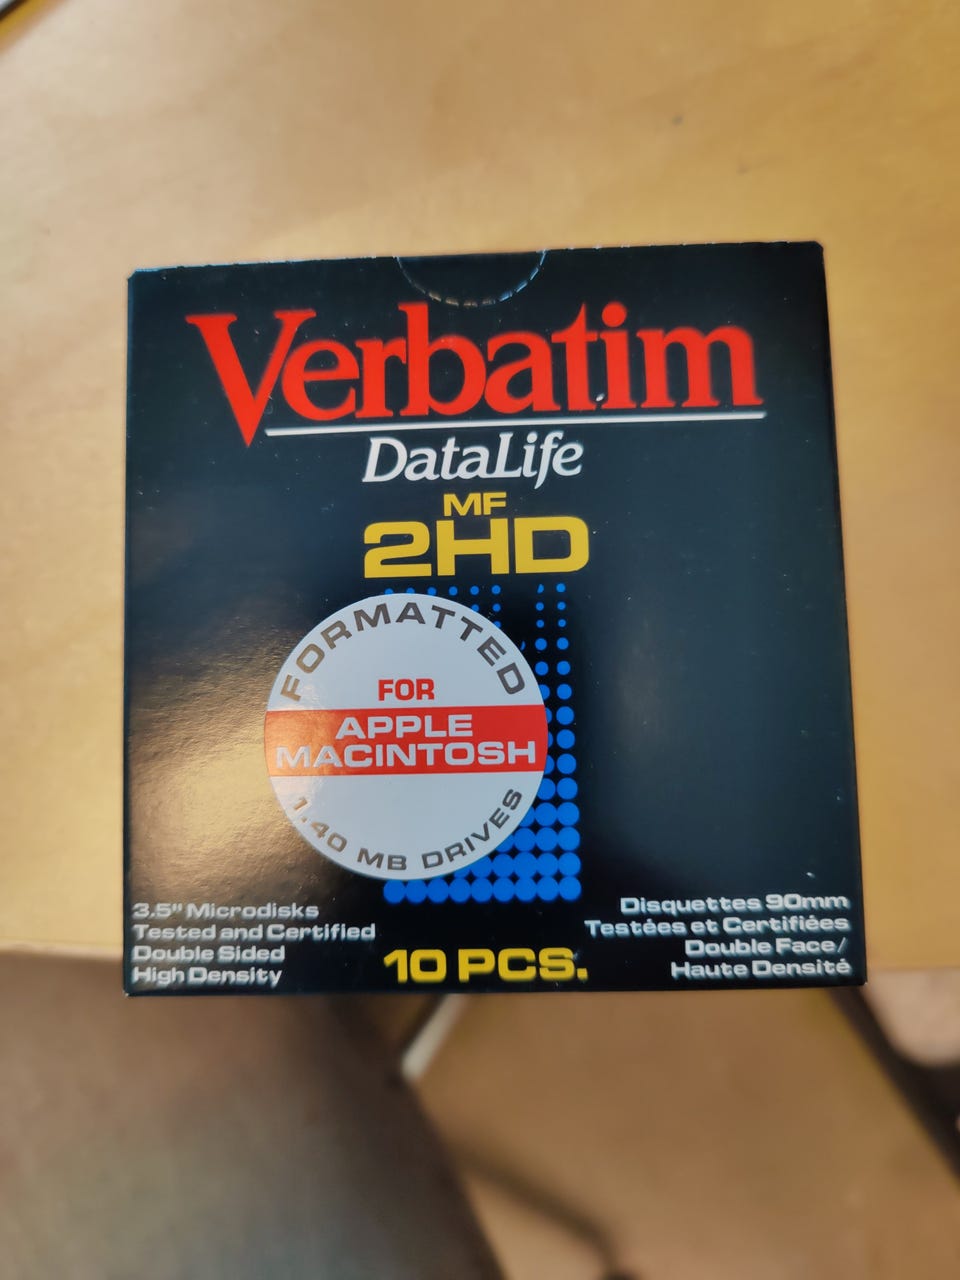 Verbatim
DataLife
MF
2HD
FORMATTED
FOR
APPLE
MACINTOSH
1.40 MB DRIVES
3.5" Microdisks
Tested and Certified
Double Sided
High Density
10 PCS.
Disquettes 90mm
Testées et Certifiées
Double Face/
Haute Densité